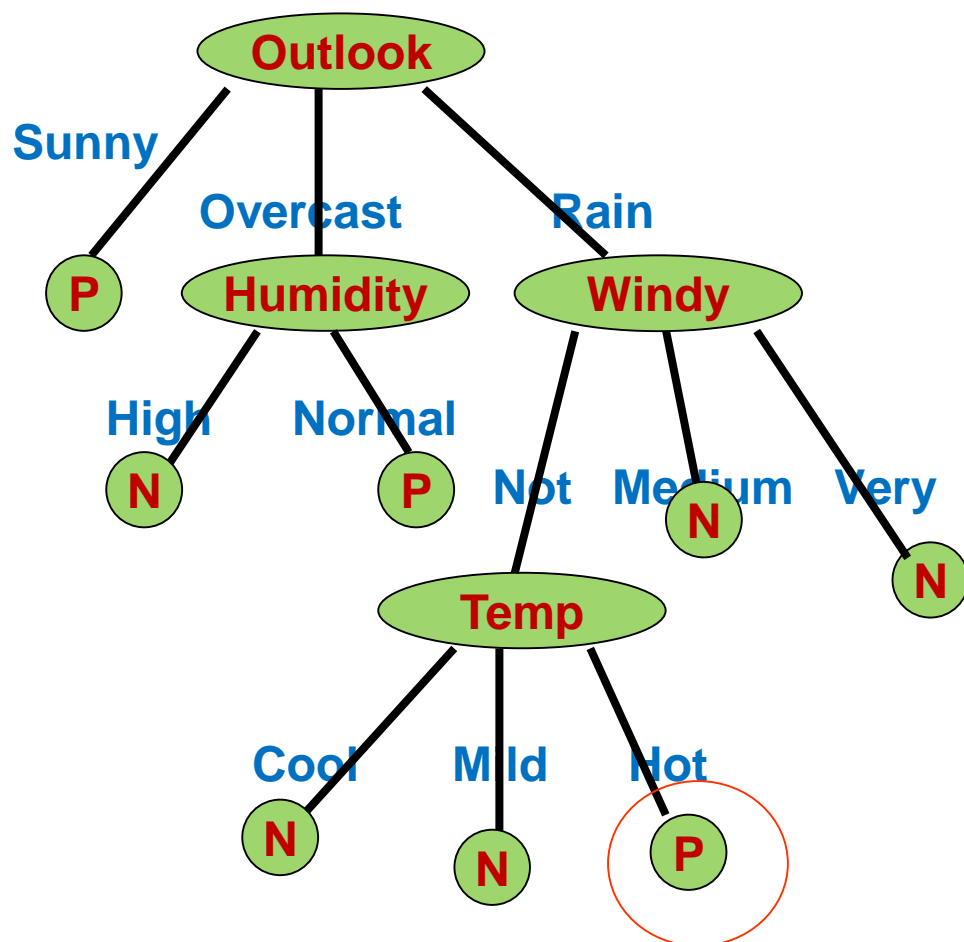 Outlook
Sunny
Overcast
Rain
P
Humidity
Windy
High
Normal
N
P
Not
Medium
Very
N
N
Temp
Cool
Mild
Hot
N
N
P